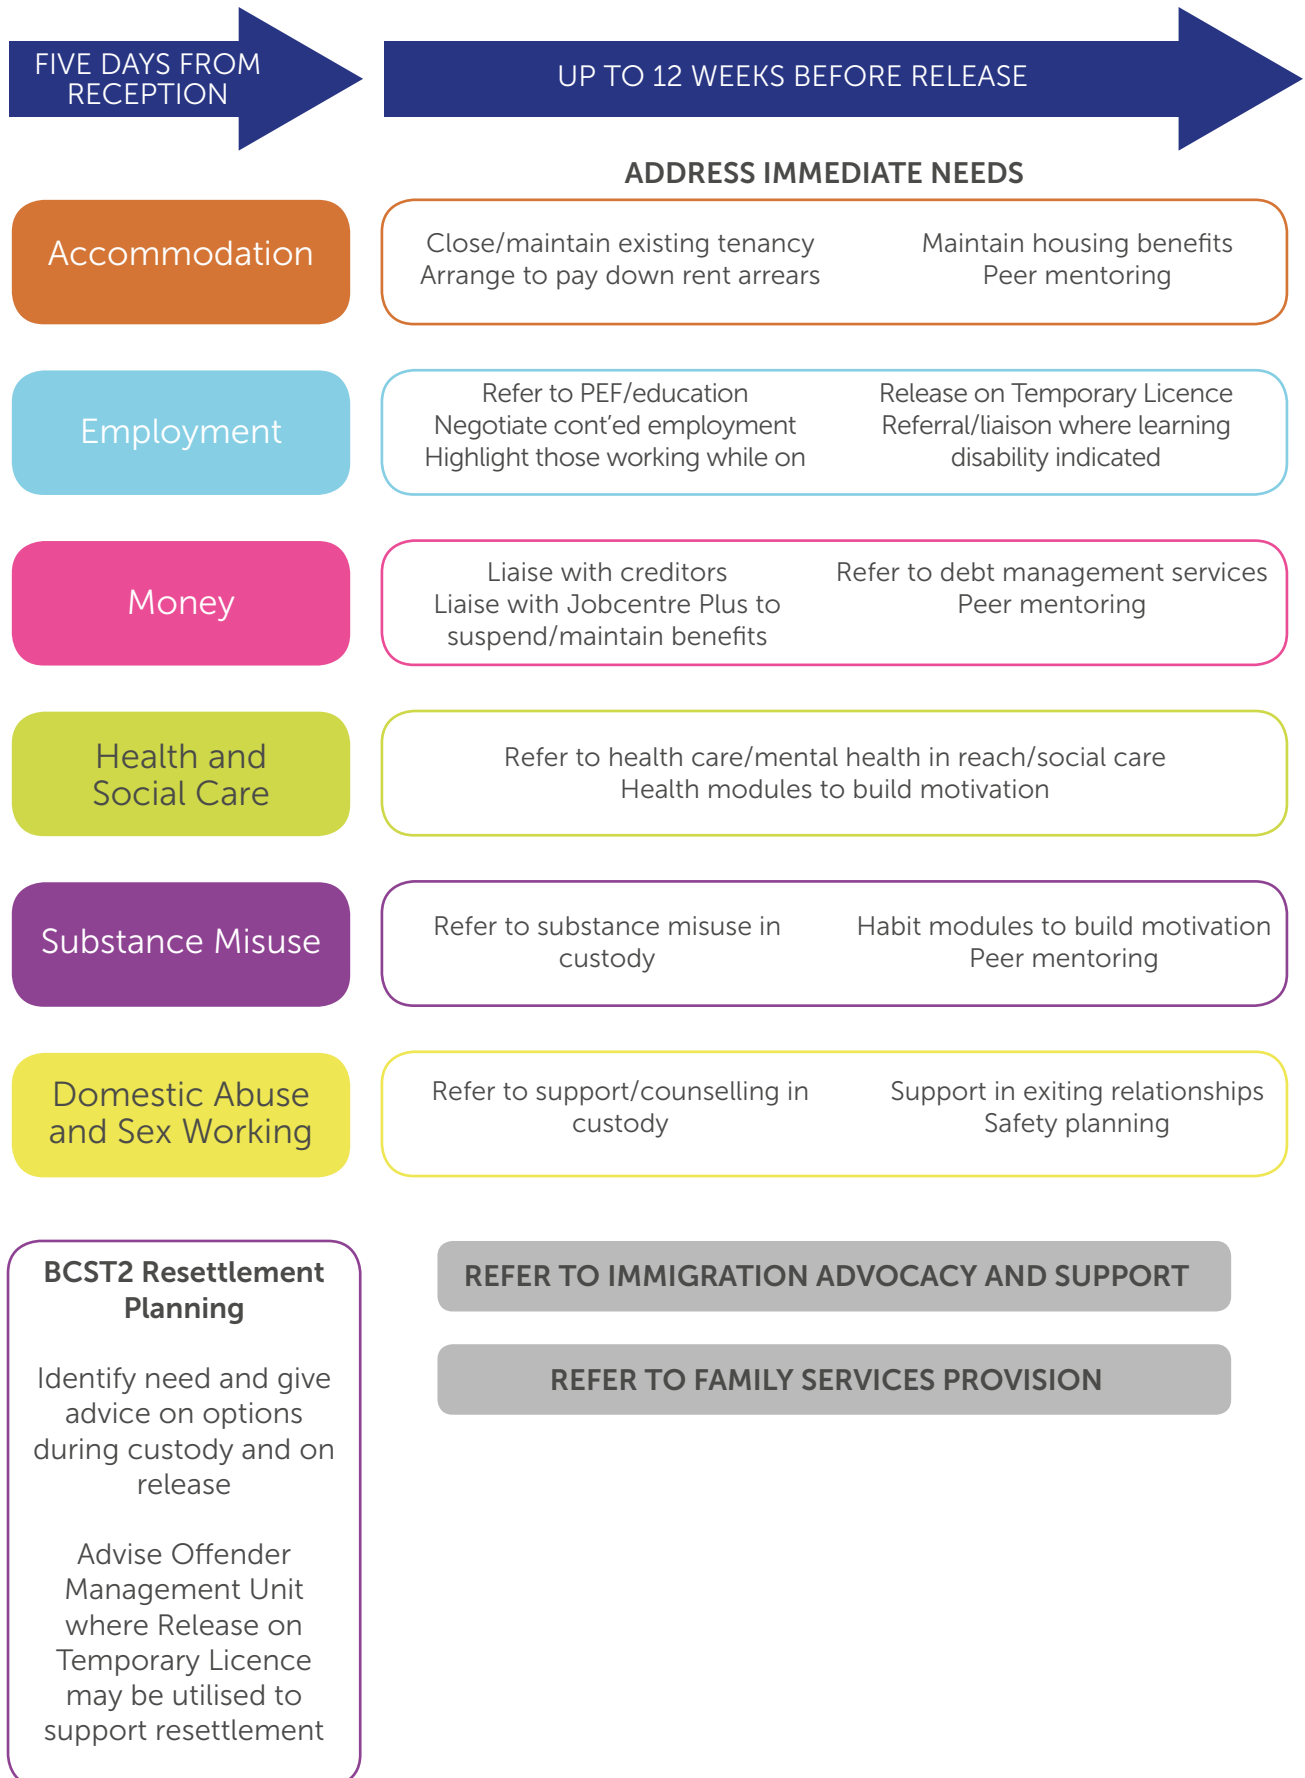 FIVE DAYS FROM
RECEPTION
UP TO 12 WEEKS BEFORE RELEASE
ADDRESS IMMEDIATE NEEDS
Accommodation
Close/maintain existing tenancy
Arrange to pay down rent arrears
Maintain housing benefits
Peer mentoring
Employment
Refer to PEF/education
Negotiate cont'ed employment
Highlight those working while on
Release on Temporary Licence
Referral/liaison where learning
disability indicated
Money
Liaise with creditors
Liaise with Jobcentre Plus to
suspend/maintain benefits
Refer to debt management services
Peer mentoring
Health and
Social Care
Refer to health care/mental health in reach/social care
Health modules to build motivation
Substance Misuse
Refer to substance misuse in
custody
Habit modules to build motivation
Peer mentoring
Domestic Abuse
and Sex Working
Refer to support/counselling in
custody
Support in exiting relationships
Safety planning
BCST2 Resettlement
Planning
Identify need and give
advice on options
during custody and on
release
Advise Offender
Management Unit
where Release on
Temporary Licence
may be utilised to
support resettlement
REFER TO IMMIGRATION ADVOCACY AND SUPPORT
REFER TO FAMILY SERVICES PROVISION